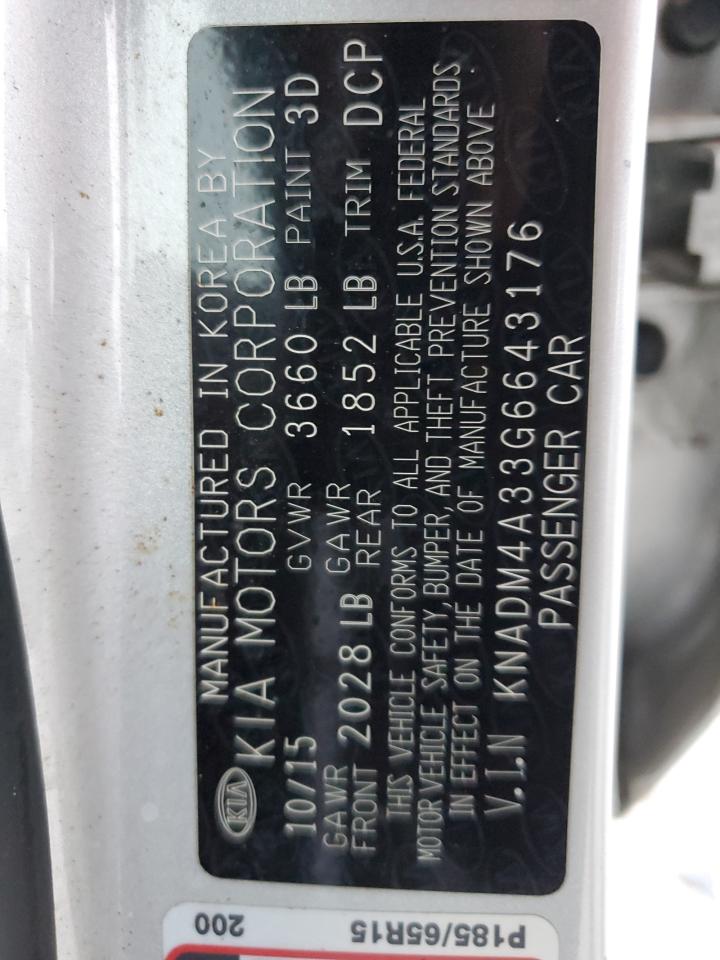 MANUFACTURED IN KOREA BY
KIA KIA MOTORS CORPORATION
10/15 GVWR 3660 LB PAINT 3D
GAWR FRONT 2028 LB GAWR REAR 1852 LB TRIM DCP
THIS VEHICLE CONFORMS TO ALL APPLICABLE U.S.A. FEDERAL
MOTOR VEHICLE SAFETY, BUMPER, AND THEFT PREVENTION STANDARDS
IN EFFECT ON THE DATE OF MANUFACTURE SHOWN ABOVE
V.I.N KNADM4A33G6643176
PASSENGER CAR
P185/65R15 200